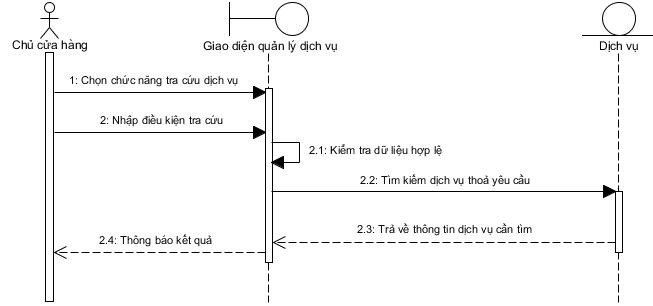 Chủ cửa hàng
Giao diện quản lý dịch vụ
Dịch vụ
1: Chọn chức năng tra cứu dịch vụ
2: Nhập điều kiện tra cứu
2.1: Kiểm tra dữ liệu hợp lệ
2.2: Tìm kiếm dịch vụ thoả yêu cầu
2.3: Trả về thông tin dịch vụ cần tìm
2.4: Thông báo kết quả